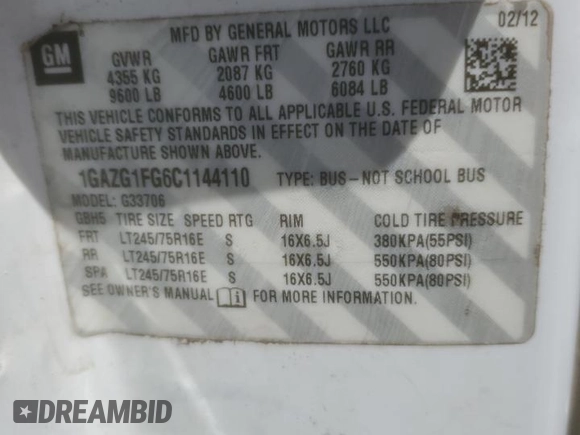 MFD BY GENERAL MOTORS LLC 02/12
GM
GVWR GAWR FRT GAWR RR
4355 KG 2087 KG 2760 KG
9600 LB 4600 LB 6084 LB
THIS VEHICLE CONFORMS TO ALL APPLICABLE U.S. FEDERAL MOTOR
VEHICLE SAFETY STANDARDS IN EFFECT ON THE DATE OF
MANUFACTURE SHOWN ABOVE.
1GAZG1FG6C1144110 TYPE: BUS-NOT SCHOOL BUS
MODEL: G33706
GBH5 TIRE SIZE SPEED RTG RIM COLD TIRE PRESSURE
FRT LT245/75R16E S 16X6.5J 380KPA(55PSI)
RR LT245/75R16E S 16X6.5J 550KPA(80PSI)
SPA LT245/75R16E S 16X6.5J 550KPA(80PSI)
SEE OWNER'S MANUAL FOR MORE INFORMATION.
DREAMBID